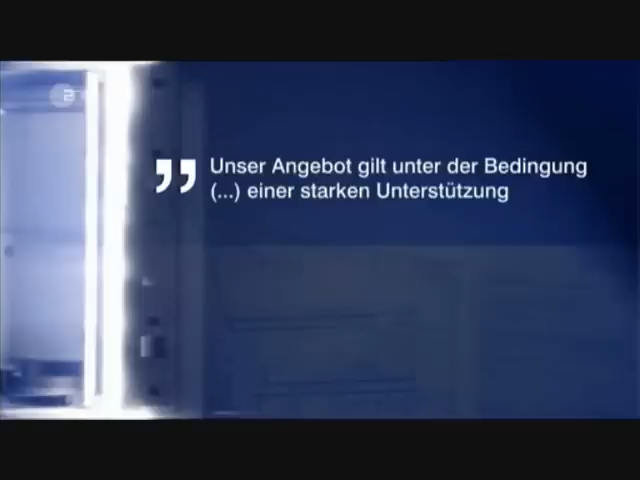 Unser Angebot gilt unter der Bedingung
(...) einer starken Unterstützung